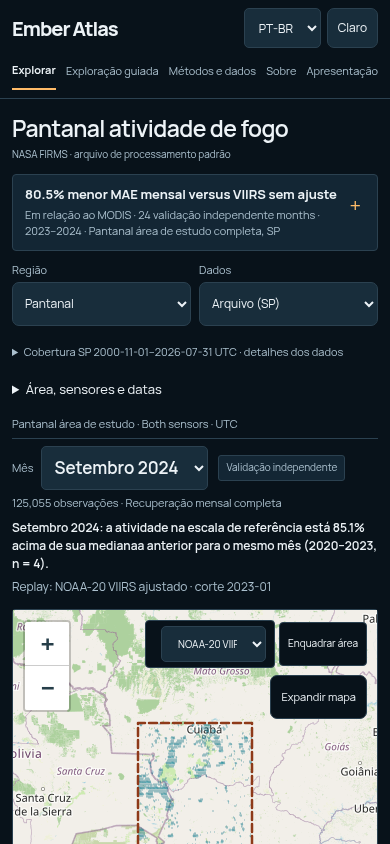 Ember Atlas
PT-BR
Claro
Explorar
Exploração guiada
Métodos e dados
Sobre
Apresentação
Pantanal atividade de fogo
NASA FIRMS · arquivo de processamento padrão
80.5% menor MAE mensal versus VIIRS sem ajuste
+
Em relação ao MODIS · 24 validação independente months ·
2023–2024 · Pantanal área de estudo completa, SP
Região
Dados
Pantanal
Arquivo (SP)
Cobertura SP 2000-11-01–2026-07-31 UTC · detalhes dos dados
Área, sensores e datas
Pantanal área de estudo · Both sensors · UTC
Mês
Setembro 2024
Validação independente
125,055 observações · Recuperação mensal completa
Setembro 2024: a atividade na escala de referência está 85.1%
acima de sua medianaa anterior para o mesmo mês (2020–2023,
n = 4).
Replay: NOAA-20 VIIRS ajustado · corte 2023-01
+
−
NOAA-20 VIIF
Enquadrar área
Expandir mapa
Mato Grosso
Cuiabá
Goiás
Goiânia
Santa Cruz
Santa Cruz
de la Sierra
olivia
Uber